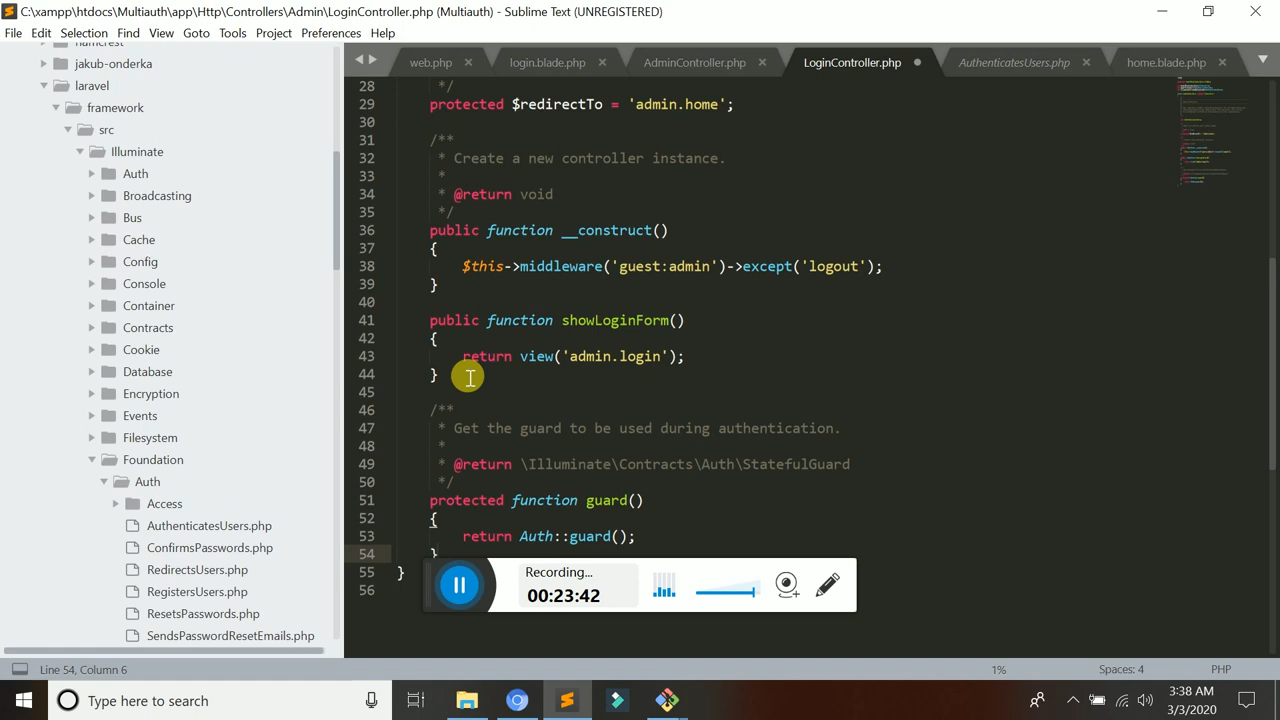 C:\xampp\htdocs\Multiauth\app\Http\Controllers\Admin\LoginController.php (Multiauth) - Sublime Text (UNREGISTERED)
File Edit Selection Find View Goto Tools Project Preferences Help
hamcrest
jakub-onderka
laravel
framework
src
Illuminate
Auth
Broadcasting
Bus
Cache
Config
Console
Container
Contracts
Cookie
Database
Encryption
Events
Filesystem
Foundation
Auth
Access
AuthenticatesUsers.php
ConfirmsPasswords.php
RedirectsUsers.php
RegistersUsers.php
ResetsPasswords.php
SendsPasswordResetEmails.php
web.php login.blade.php AdminController.php LoginController.php AuthenticatesUsers.php home.blade.php
28 */
29 protected $redirectTo = 'admin.home';
30
31 /**
32 * Create a new controller instance.
33 *
34 * @return void
35 */
36 public function __construct()
37 {
38 $this->middleware('guest:admin')->except('logout');
39 }
40
41 public function showLoginForm()
42 {
43 return view('admin.login');
44 }
45
46 /**
47 * Get the guard to be used during authentication.
48 *
49 * @return \Illuminate\Contracts\Auth\StatefulGuard
50 */
51 protected function guard()
52 {
53 return Auth::guard();
54 }
55 }
56
Recording...
00:23:42
Line 54, Column 6 1% Spaces: 4 PHP
Type here to search
3:38 AM
3/3/2020